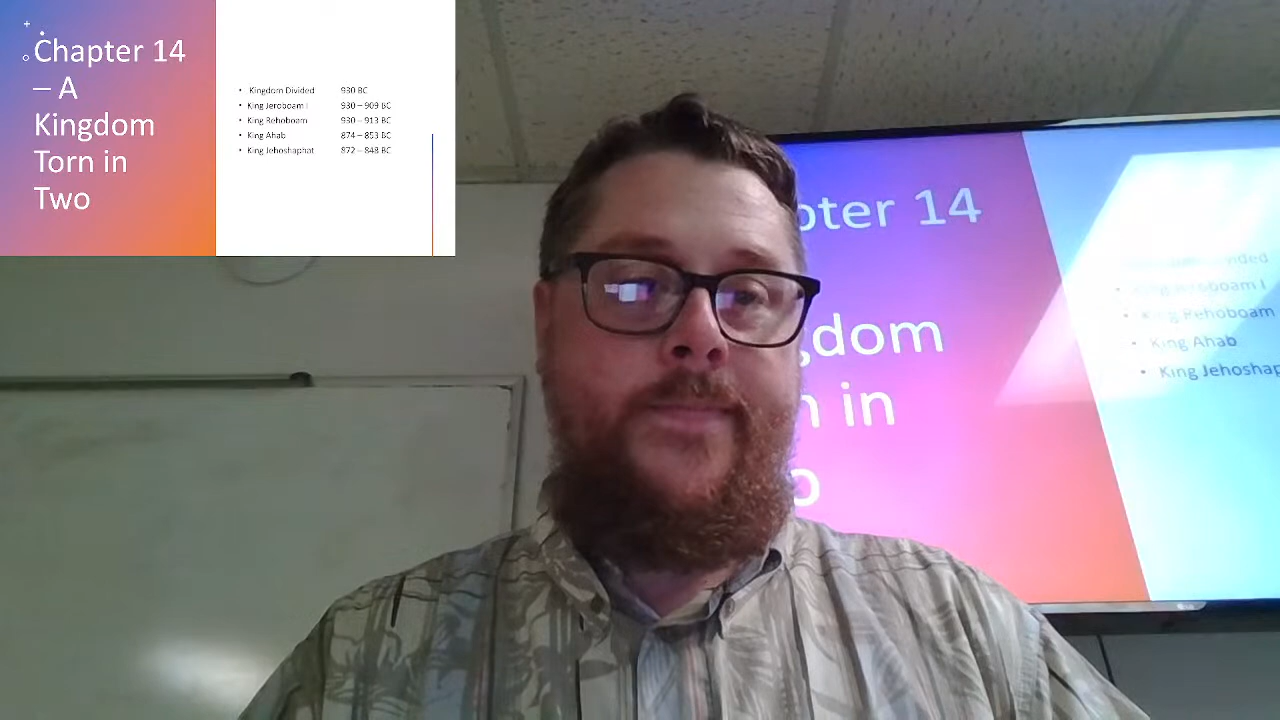 Chapter 14
– A
Kingdom
Torn in
Two
• Kingdom Divided 930 BC
• King Jeroboam I 930 – 909 BC
• King Rehoboam 930 – 913 BC
• King Ahab 874 – 853 BC
• King Jehoshaphat 872 – 848 BC
pter 14
gdom
n in
o
nded
• King Jeroboam I
• King Rehoboam
• King Ahab
• King Jehoshap